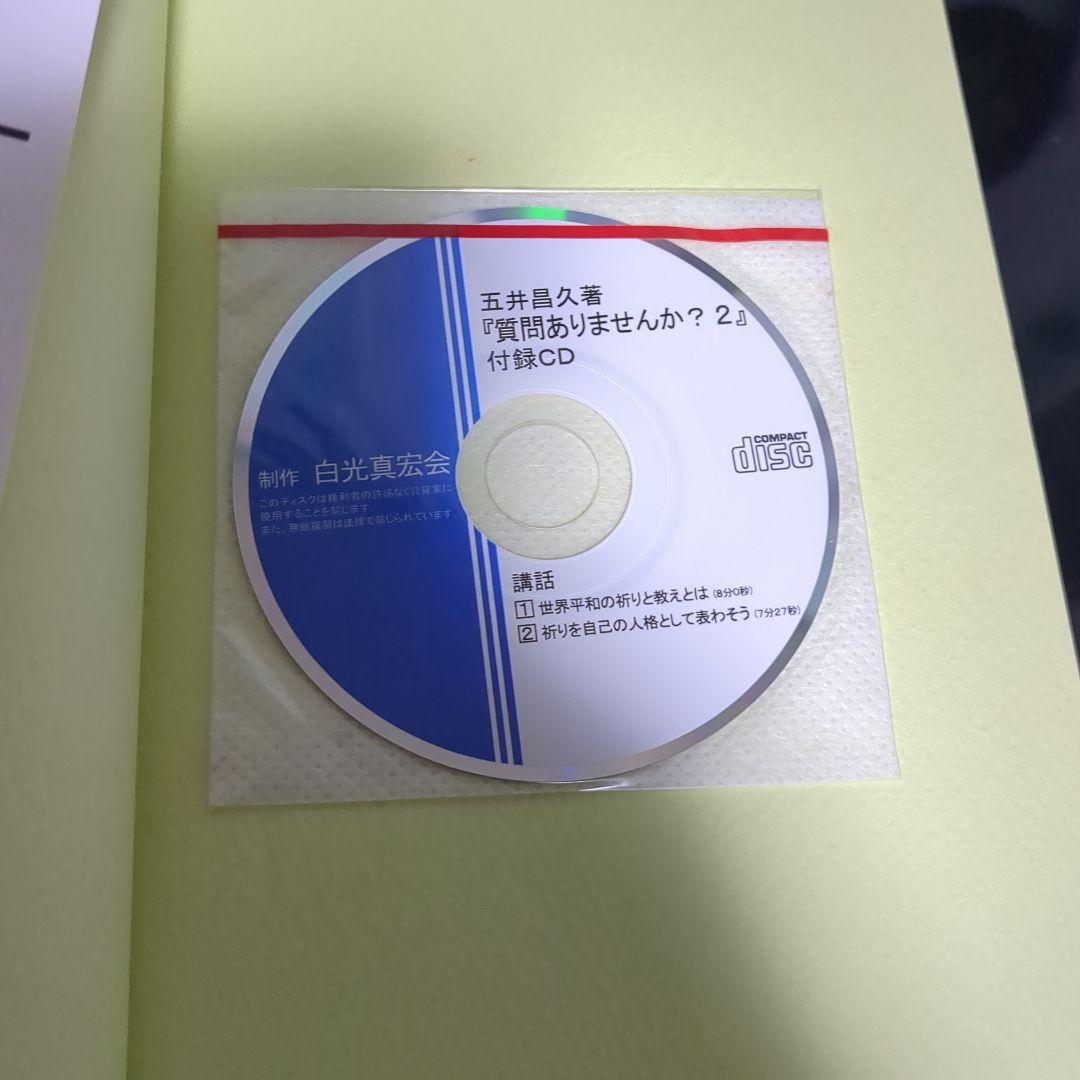 五井昌久著
『質問ありませんか？２』
付録CD
制作 白光真宏会
このディスクは権利者の許諾なく賃貸業に
使用することを禁じます。
また、無断複製は法律で禁じられています。
COMPACT
disc
講話
1 世界平和の祈りと教えとは (8分0秒)
2 祈りを自己の人格として表わそう (7分27秒)